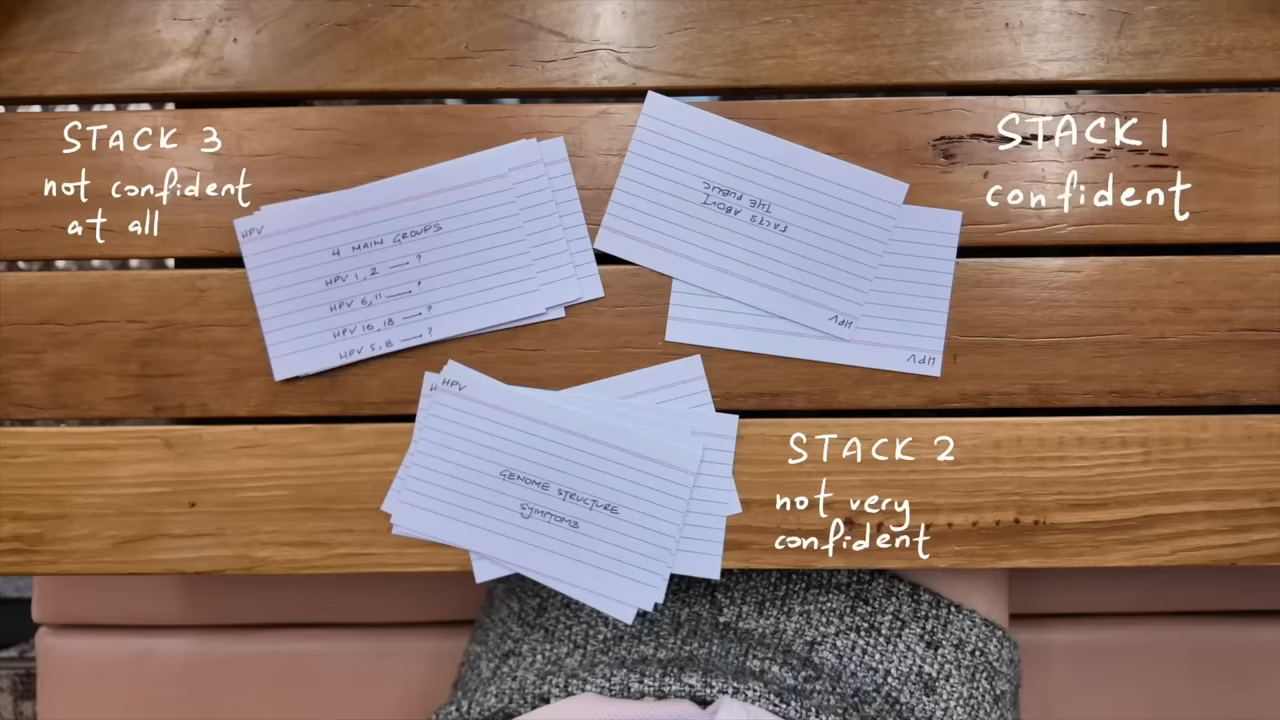 STACK 3
not confident
at all
HPV
4 MAIN GROUPS
HPV 1, 2 → ?
HPV 6, 11 → ?
HPV 16, 18 → ?
HPV 5, 8 → ?
STACK 1
confident
FACTS ABOUT
THE PUBLIC
HPV
HPV
STACK 2
not very
confident
H
HPV
GENOME STRUCTURE
SYMPTOMS